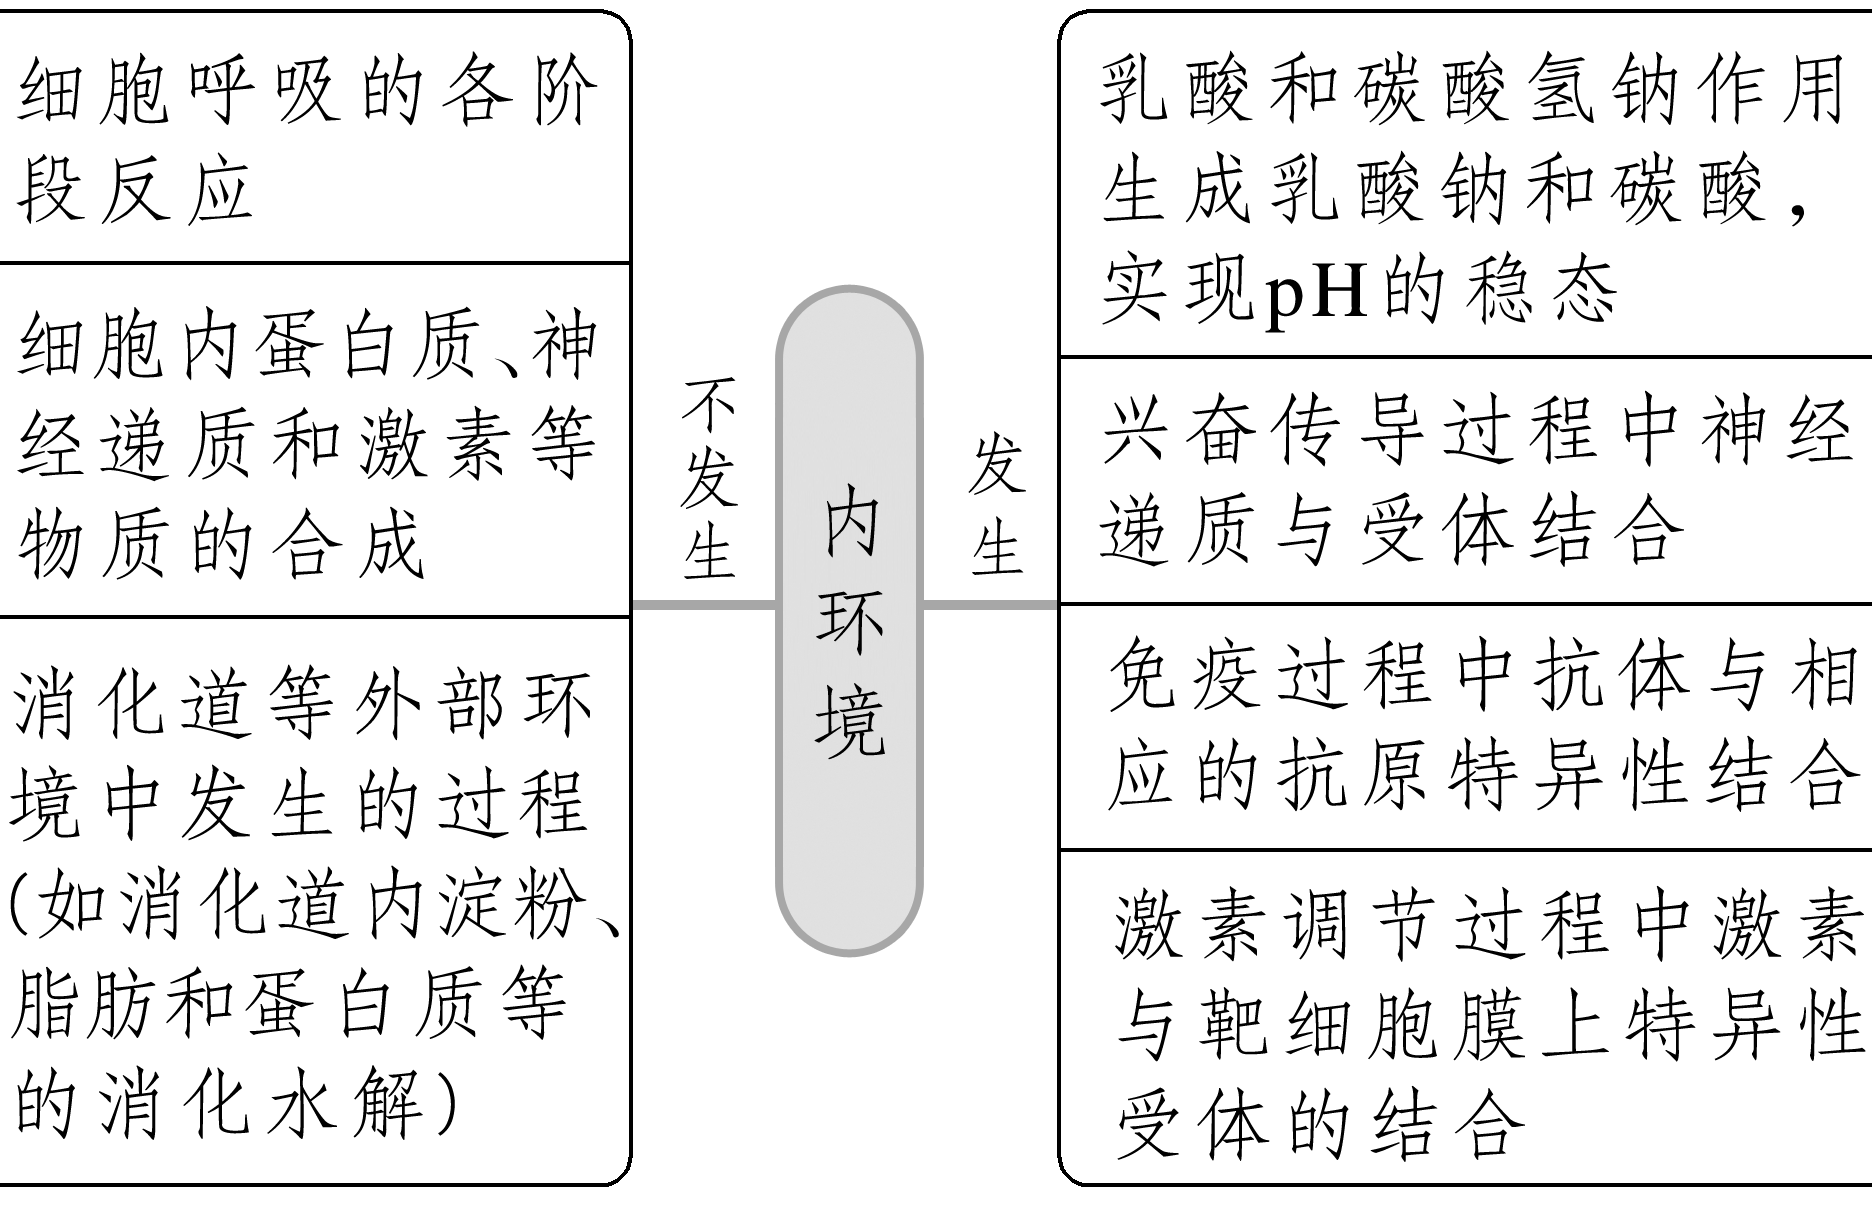 细胞呼吸的各阶
段反应
细胞内蛋白质、神
经递质和激素等
物质的合成
消化道等外部环
境中发生的过程
(如消化道内淀粉、
脂肪和蛋白质等
的消化水解)
不发生
内环境
发生
乳酸和碳酸氢钠作用
生成乳酸钠和碳酸，
实现pH的稳态
兴奋传导过程中神经
递质与受体结合
免疫过程中抗体与相
应的抗原特异性结合
激素调节过程中激素
与靶细胞膜上特异性
受体的结合